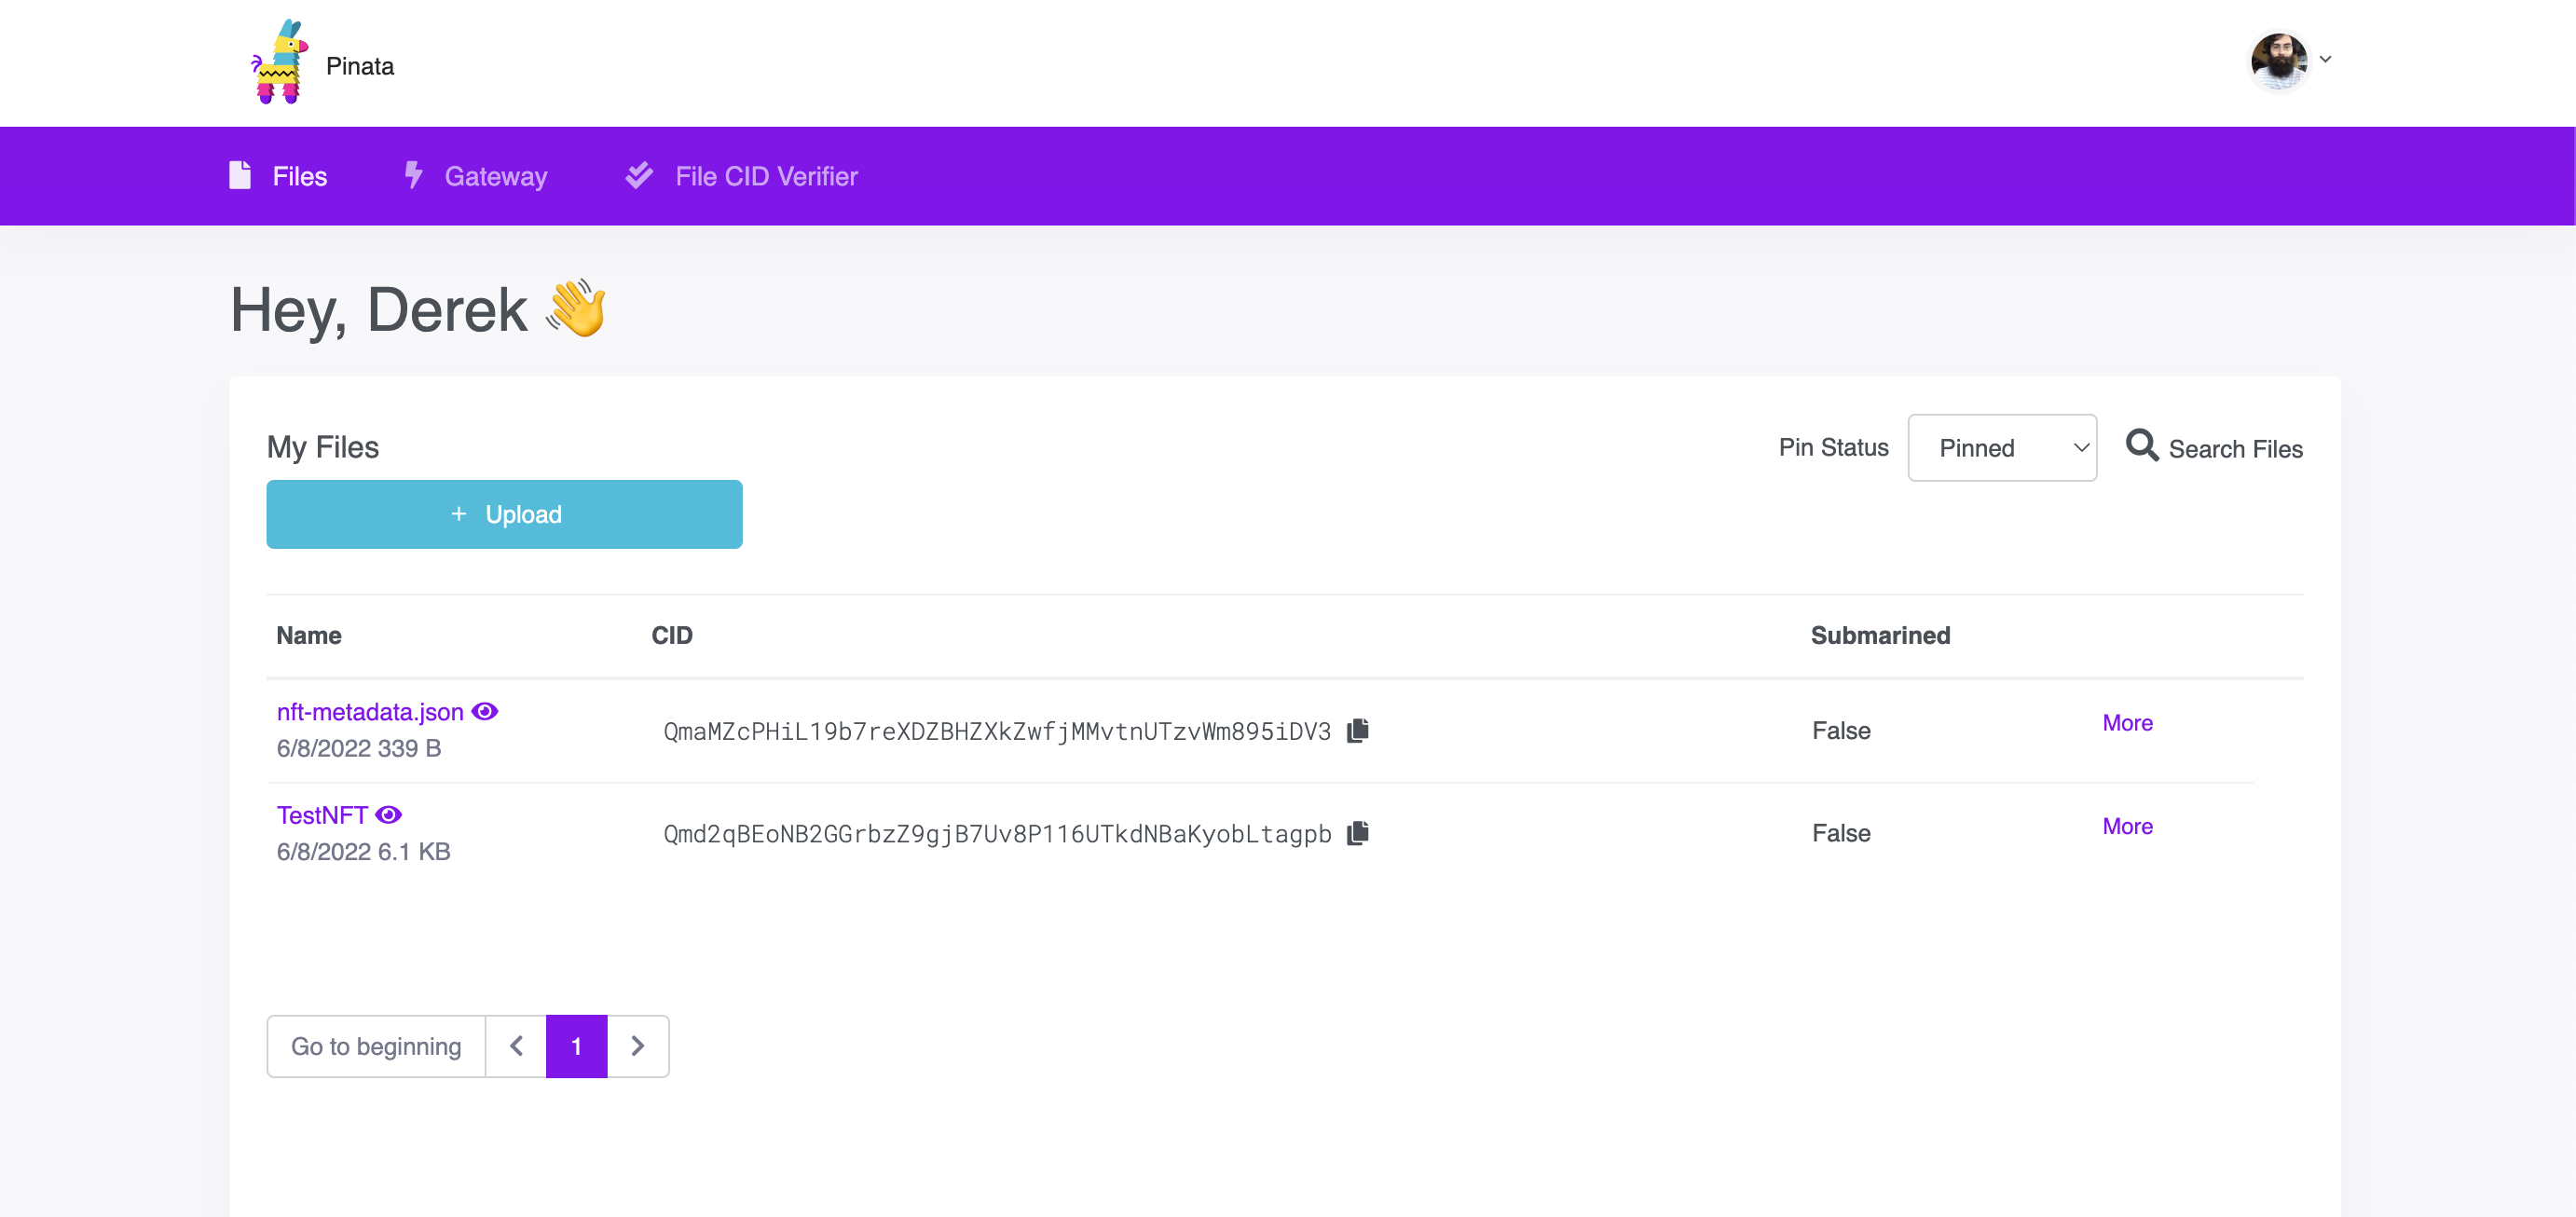 Pinata
Files Gateway File CID Verifier
Hey, Derek 👋
My Files Pin Status Pinned Search Files
+ Upload
Name CID Submarined
nft-metadata.json
6/8/2022 339 B QmaMZcPHiL19b7reXDZBHZXkZwfjMMvtnUTzvWm895iDV3 False More
TestNFT
6/8/2022 6.1 KB Qmd2qBEoNB2GGrbzZ9gjB7Uv8P116UTkdNBaKyobLtagpb False More
Go to beginning 1